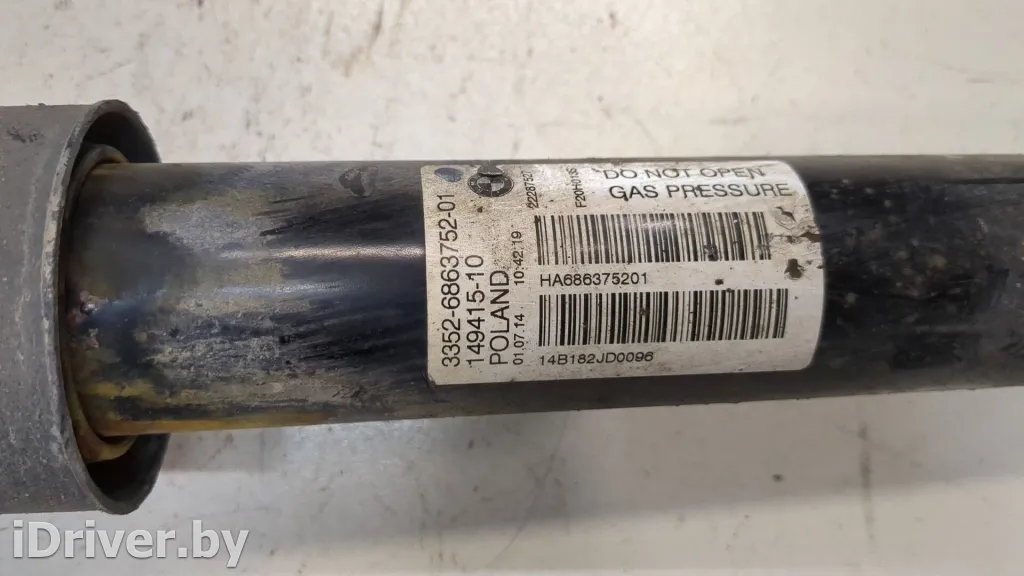 3352-6863752-01
149415-10
POLAND
01.07.14 10:42:19
DO NOT OPEN
GAS PRESSURE
HA686375201
14B182JD0096
iDriver.by